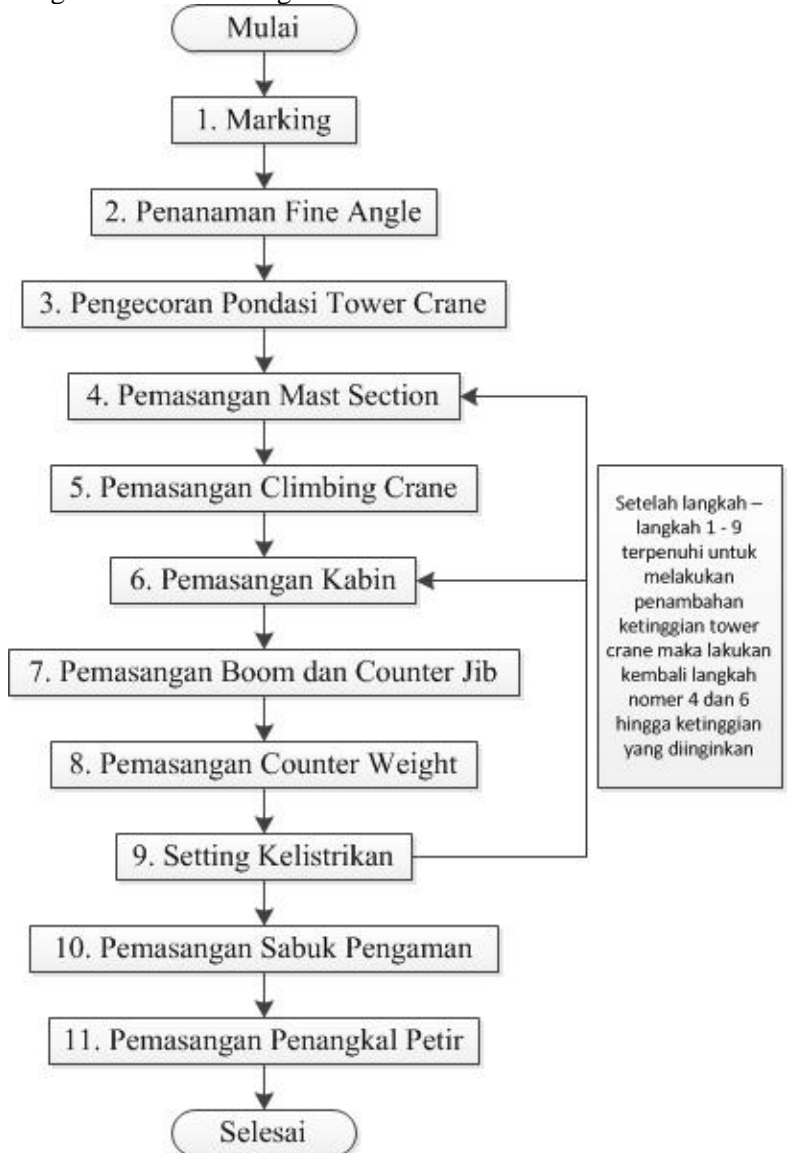 Mulai
1. Marking
2. Penanaman Fine Angle
3. Pengecoran Pondasi Tower Crane
4. Pemasangan Mast Section
5. Pemasangan Climbing Crane
6. Pemasangan Kabin
7. Pemasangan Boom dan Counter Jib
8. Pemasangan Counter Weight
9. Setting Kelistrikan
10. Pemasangan Sabuk Pengaman
11. Pemasangan Penangkal Petir
Selesai
Setelah langkah –
langkah 1 - 9
terpenuhi untuk
melakukan
penambahan
ketinggian tower
crane maka lakukan
kembali langkah
nomer 4 dan 6
hingga ketinggian
yang diinginkan